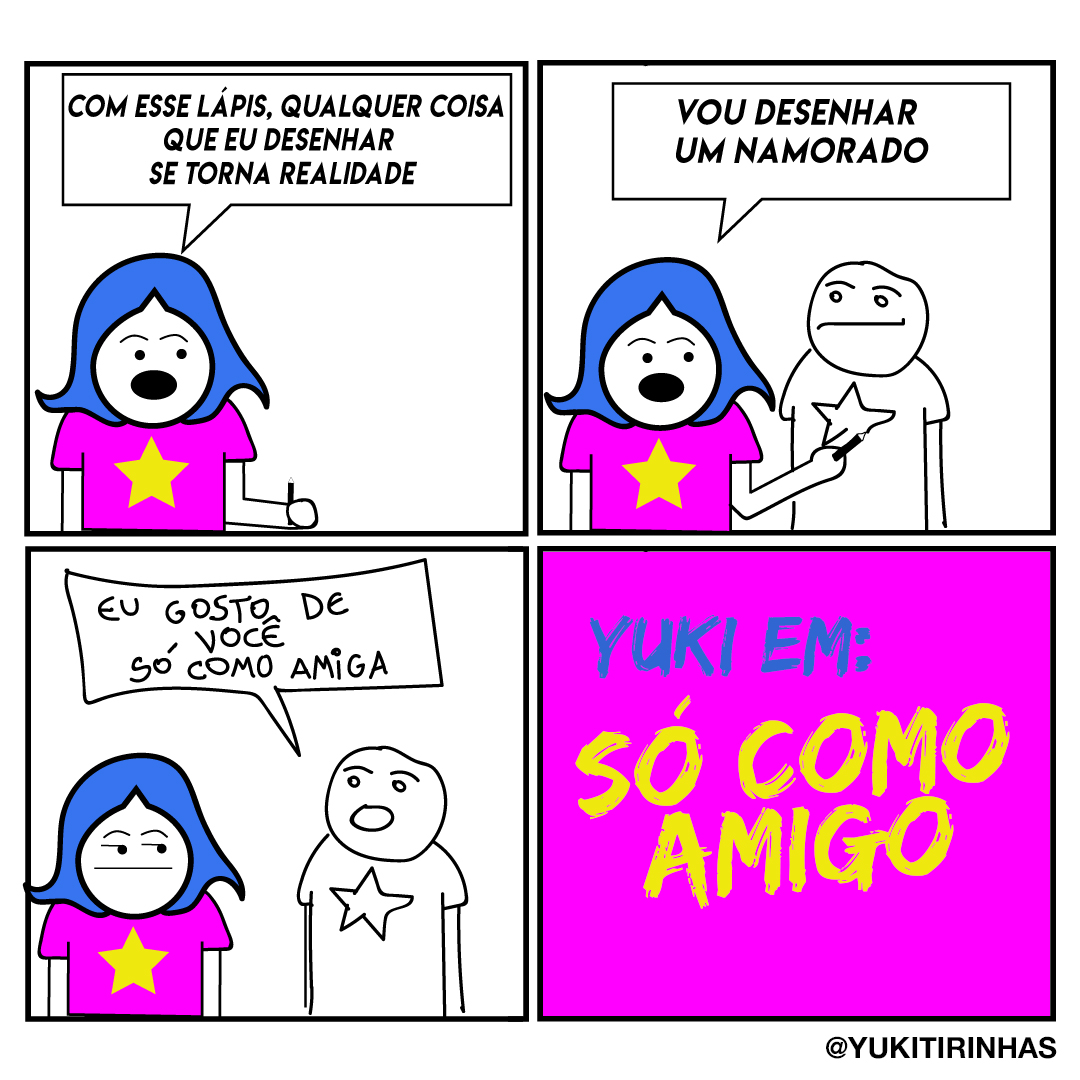 COM ESSE LÁPIS, QUALQUER COISA
QUE EU DESENHAR
SE TORNA REALIDADE
VOU DESENHAR
UM NAMORADO
EU GOSTO DE
VOCÊ
SÓ COMO AMIGA
YUKI EM:
SÓ COMO
AMIGO
@YUKITIRINHAS